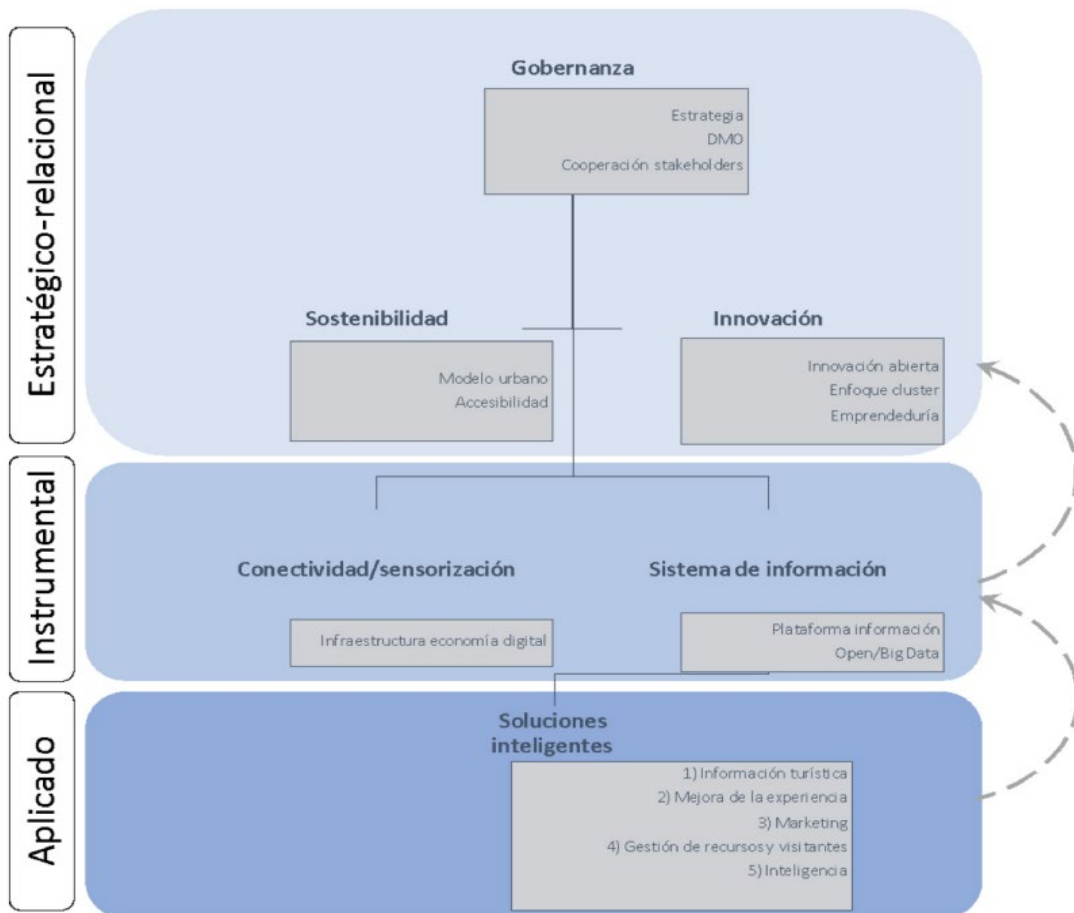 Estratégico-relacional
Gobernanza
Estrategia
DMO
Cooperación stakeholders
Sostenibilidad
Modelo urbano
Accesibilidad
Innovación
Innovación abierta
Enfoque cluster
Emprendeduría
Instrumental
Conectividad/sensorización
Infraestructura economía digital
Sistema de información
Plataforma información
Open/Big Data
Aplicado
Soluciones
inteligentes
1) Información turística
2) Mejora de la experiencia
3) Marketing
4) Gestión de recursos y visitantes
5) Inteligencia